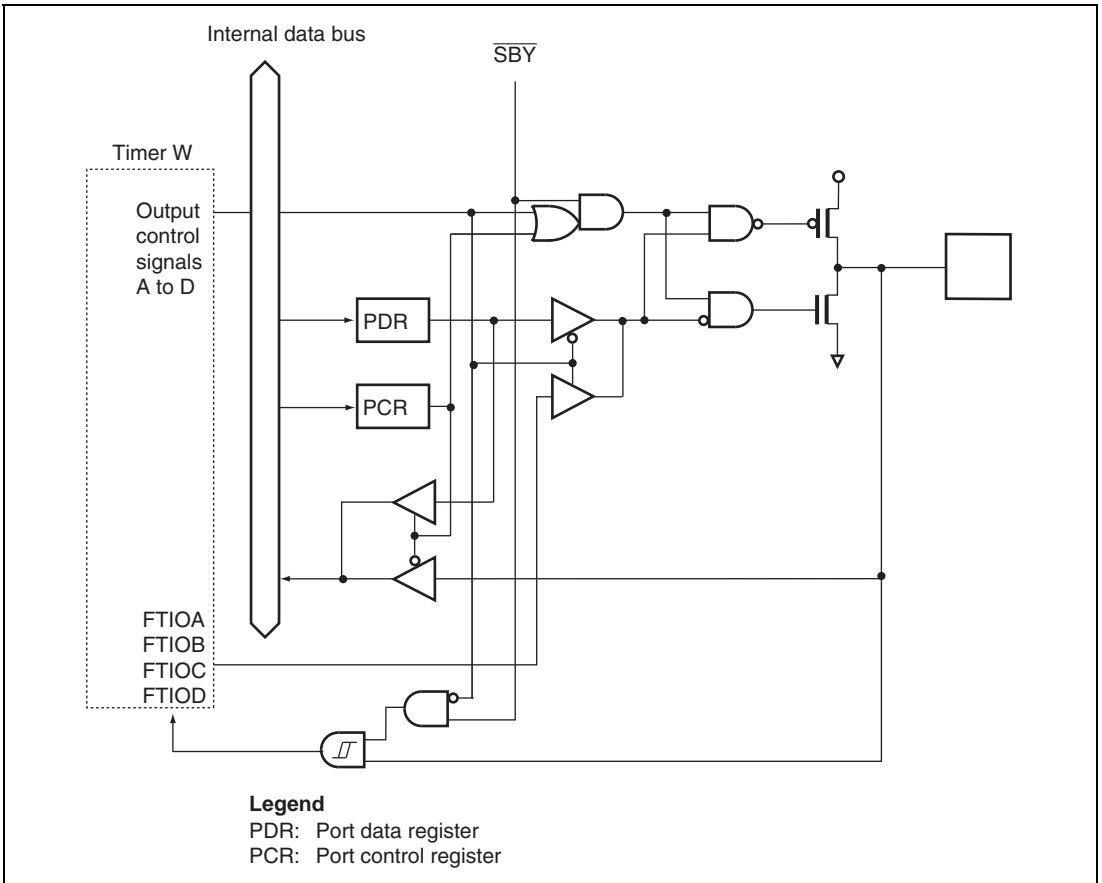 Internal data bus
SBY
Timer W
Output
control
signals
A to D
PDR
PCR
FTIOA
FTIOB
FTIOC
FTIOD
Legend
PDR: Port data register
PCR: Port control register